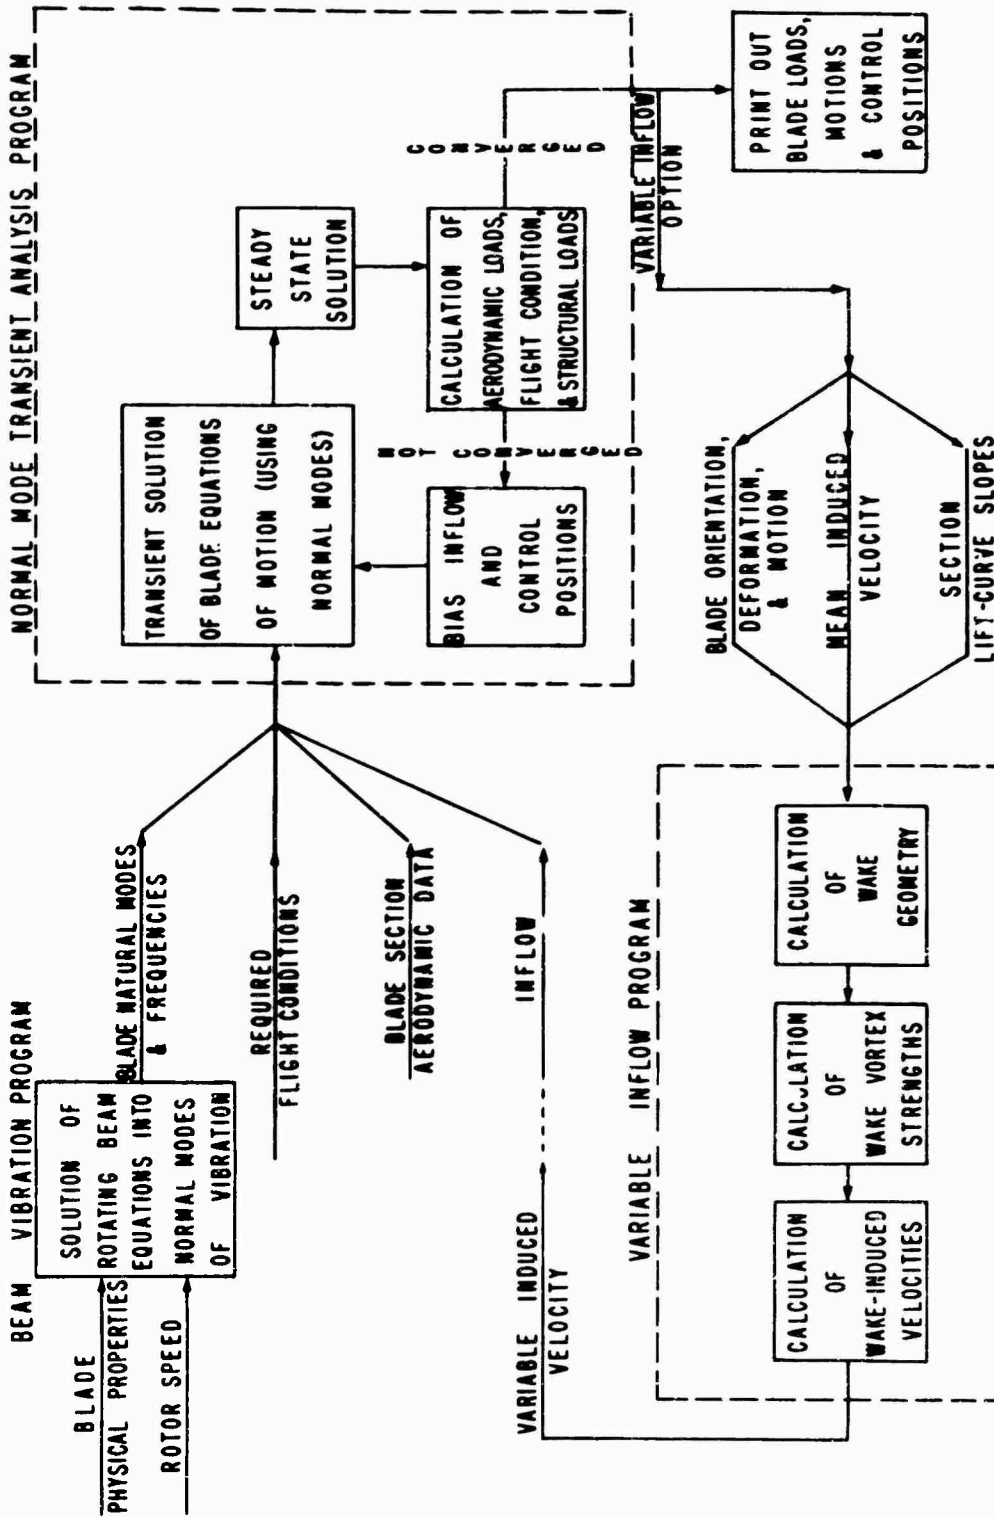 BEAM VIBRATION PROGRAM
BLADE
PHYSICAL PROPERTIES
ROTOR SPEED
SOLUTION OF
ROTATING BEAM
EQUATIONS INTO
NORMAL MODES
OF VIBRATION
BLADE NATURAL MODES
& FREQUENCIES
REQUIRED
FLIGHT CONDITIONS
BLADE SECTION
AERODYNAMIC DATA
INFLOW
VARIABLE INDUCED
VELOCITY
NORMAL MODE TRANSIENT ANALYSIS PROGRAM
TRANSIENT SOLUTION
OF BLADE EQUATIONS
OF MOTION (USING
NORMAL MODES)
STEADY
STATE
SOLUTION
CALCULATION OF
AERODYNAMIC LOADS,
FLIGHT CONDITION,
& STRUCTURAL LOADS
NOT CONVERGED
CONVERGED
BIAS INFLOW
AND
CONTROL
POSITIONS
VARIABLE INFLOW
OPTION
PRINT OUT
BLADE LOADS,
MOTIONS
& CONTROL
POSITIONS
BLADE ORIENTATION,
DEFORMATION,
& MOTION
MEAN INDUCED
VELOCITY
SECTION
LIFT-CURVE SLOPES
VARIABLE INFLOW PROGRAM
CALCULATION
OF
WAKE
GEOMETRY
CALCULATION
OF
WAKE VORTEX
STRENGTHS
CALCULATION
OF
WAKE-INDUCED
VELOCITIES